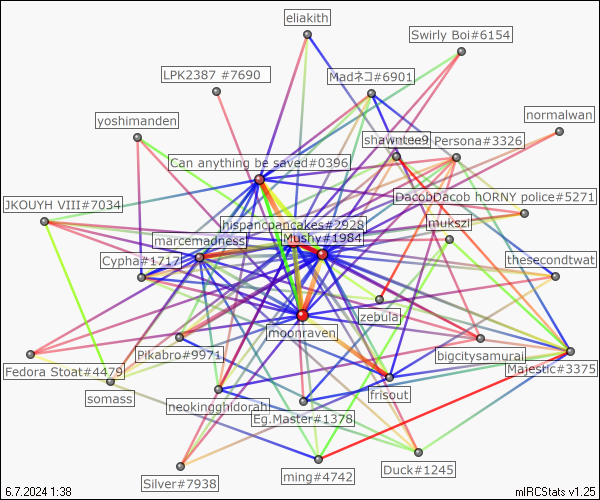 eliakith
Swirly Boi#6154
LPK2387 #7690
Madネコ#6901
yoshimanden
normalwan
shawntee9
Persona#3326
Can anything be saved#0396
DacobDacob hORNY police#5271
JKOUYH VIII#7034
hispancpancakes#2928
mukszi
marcemadness
Mushy#1984
Cypha#1717
thesecondtwat
zebular
moonraven
Pikabro#9971
bigcitysamurai
Fedora Stoat#4479
Majestic#3375
somass
neokingghidorah
frisout
Eg.Master#1378
Silver#7938
ming#4742
Duck#1245
6.7.2024 1:38
mIRCStats v1.25